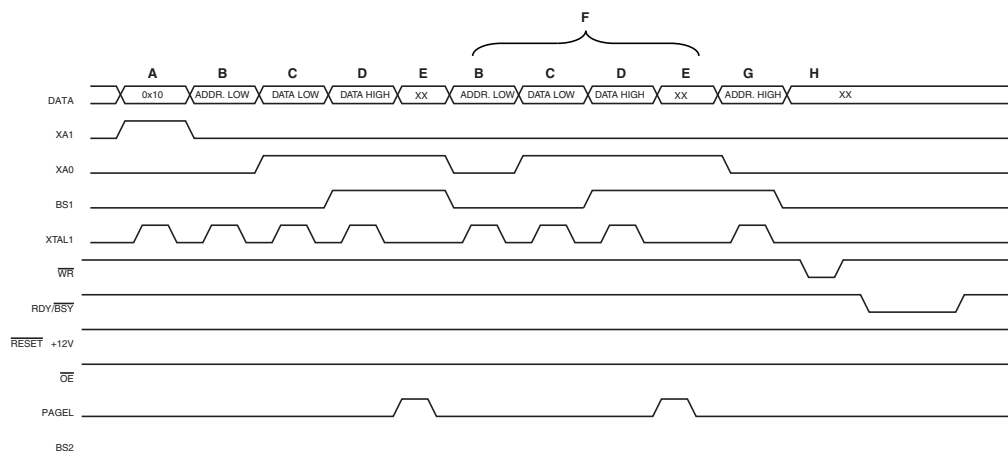 F
A B C D E B C D E G H
DATA 0x10 ADDR. LOW DATA LOW DATA HIGH XX ADDR. LOW DATA LOW DATA HIGH XX ADDR. HIGH XX
XA1
XA0
BS1
XTAL1
WR
RDY/BSY
RESET +12V
OE
PAGEL
BS2